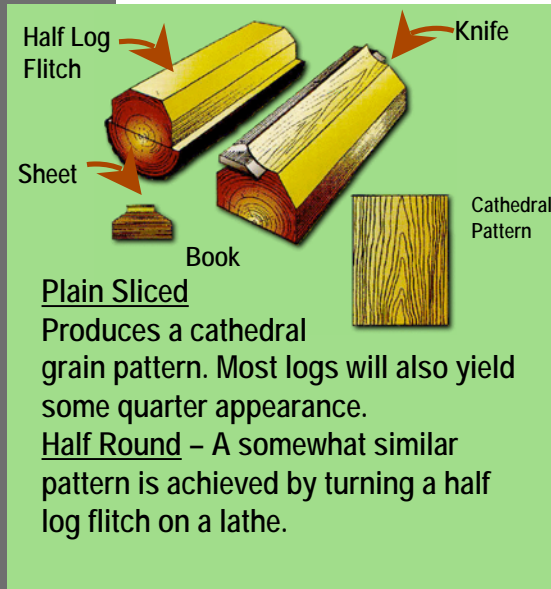 Half Log
Flitch
Knife
Sheet
Cathedral
Pattern
Book
Plain Sliced
Produces a cathedral
grain pattern. Most logs will also yield
some quarter appearance.
Half Round – A somewhat similar
pattern is achieved by turning a half
log flitch on a lathe.